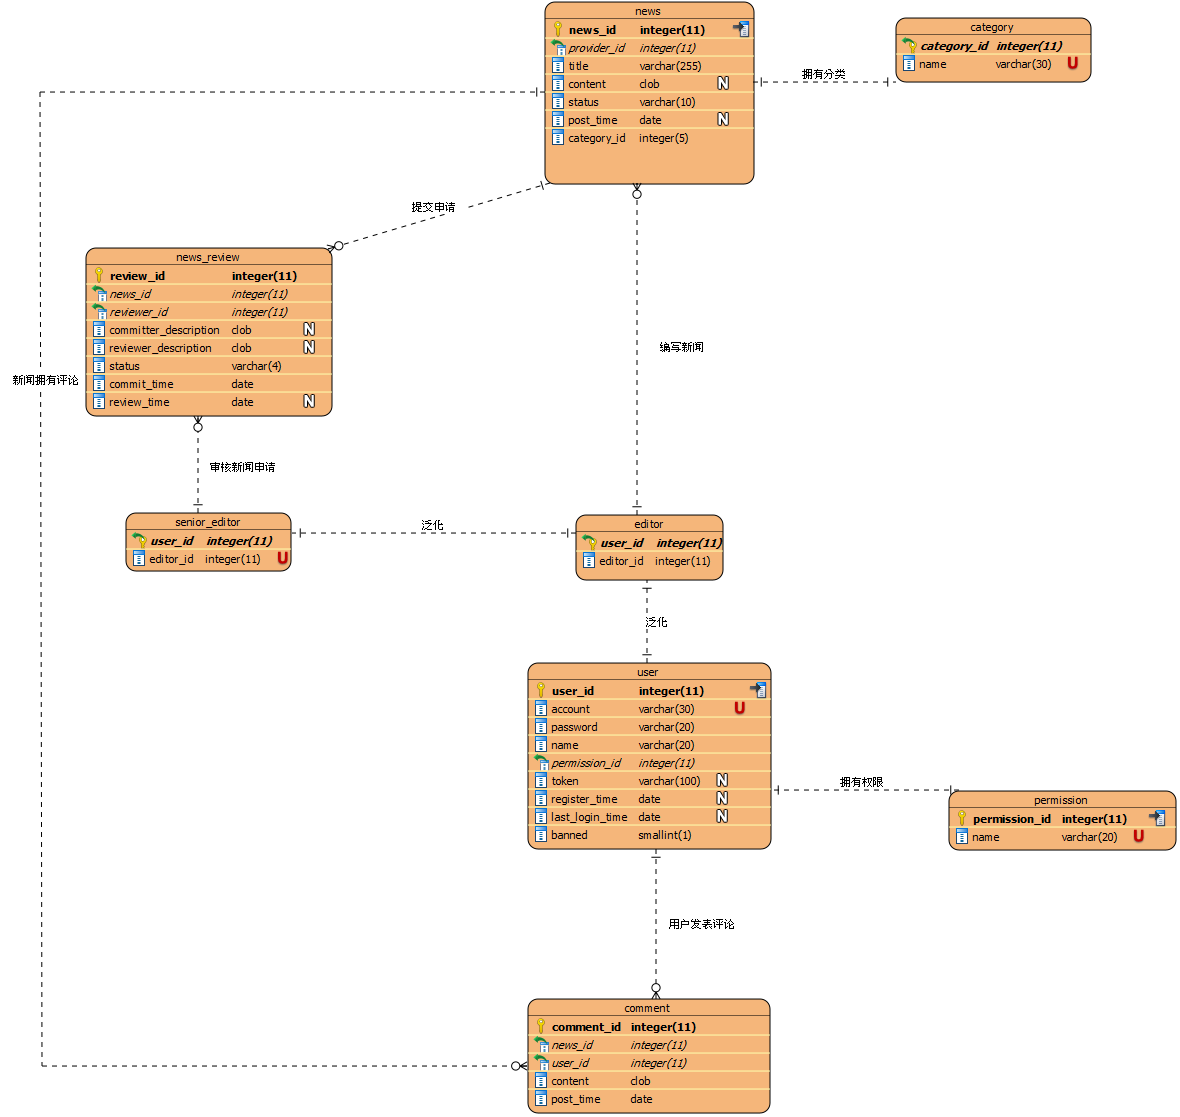 news
news_id integer(11)
provider_id integer(11)
title varchar(255)
content clob N
status varchar(10)
post_time date N
category_id integer(5)
category
category_id integer(11)
name varchar(30) U
拥有分类
提交申请
news_review
review_id integer(11)
news_id integer(11)
reviewer_id integer(11)
committer_description clob N
reviewer_description clob N
status varchar(4)
commit_time date
review_time date N
编写新闻
新闻拥有评论
审核新闻申请
senior_editor
user_id integer(11)
editor_id integer(11) U
泛化
editor
user_id integer(11)
editor_id integer(11)
泛化
user
user_id integer(11)
account varchar(30) U
password varchar(20)
name varchar(20)
permission_id integer(11)
token varchar(100) N
register_time date N
last_login_time date N
banned smallint(1)
拥有权限
permission
permission_id integer(11)
name varchar(20) U
用户发表评论
comment
comment_id integer(11)
news_id integer(11)
user_id integer(11)
content clob
post_time date